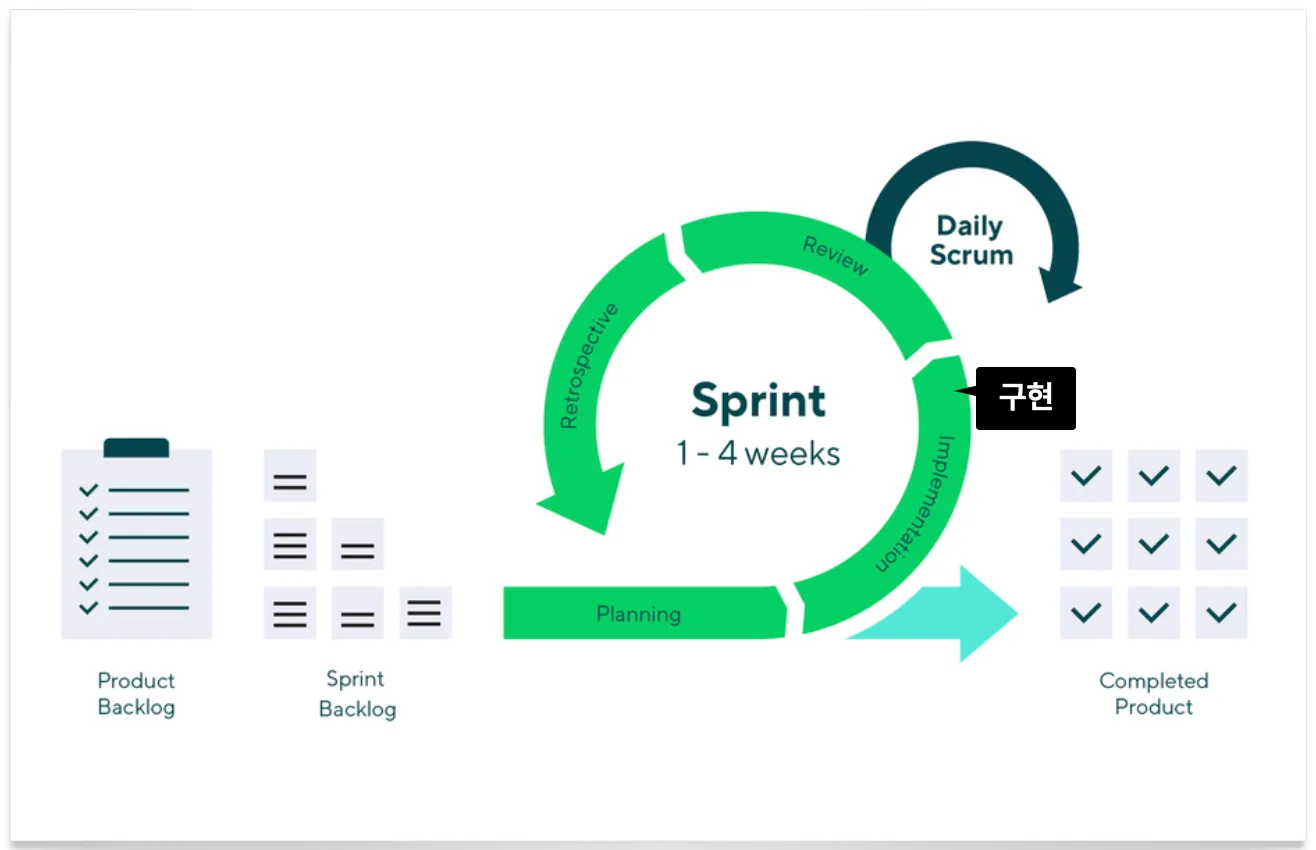 Daily
Scrum
Review
Retrospective
Sprint
1 - 4 weeks
구현
Implementation
Planning
Product
Backlog
Sprint
Backlog
Completed
Product